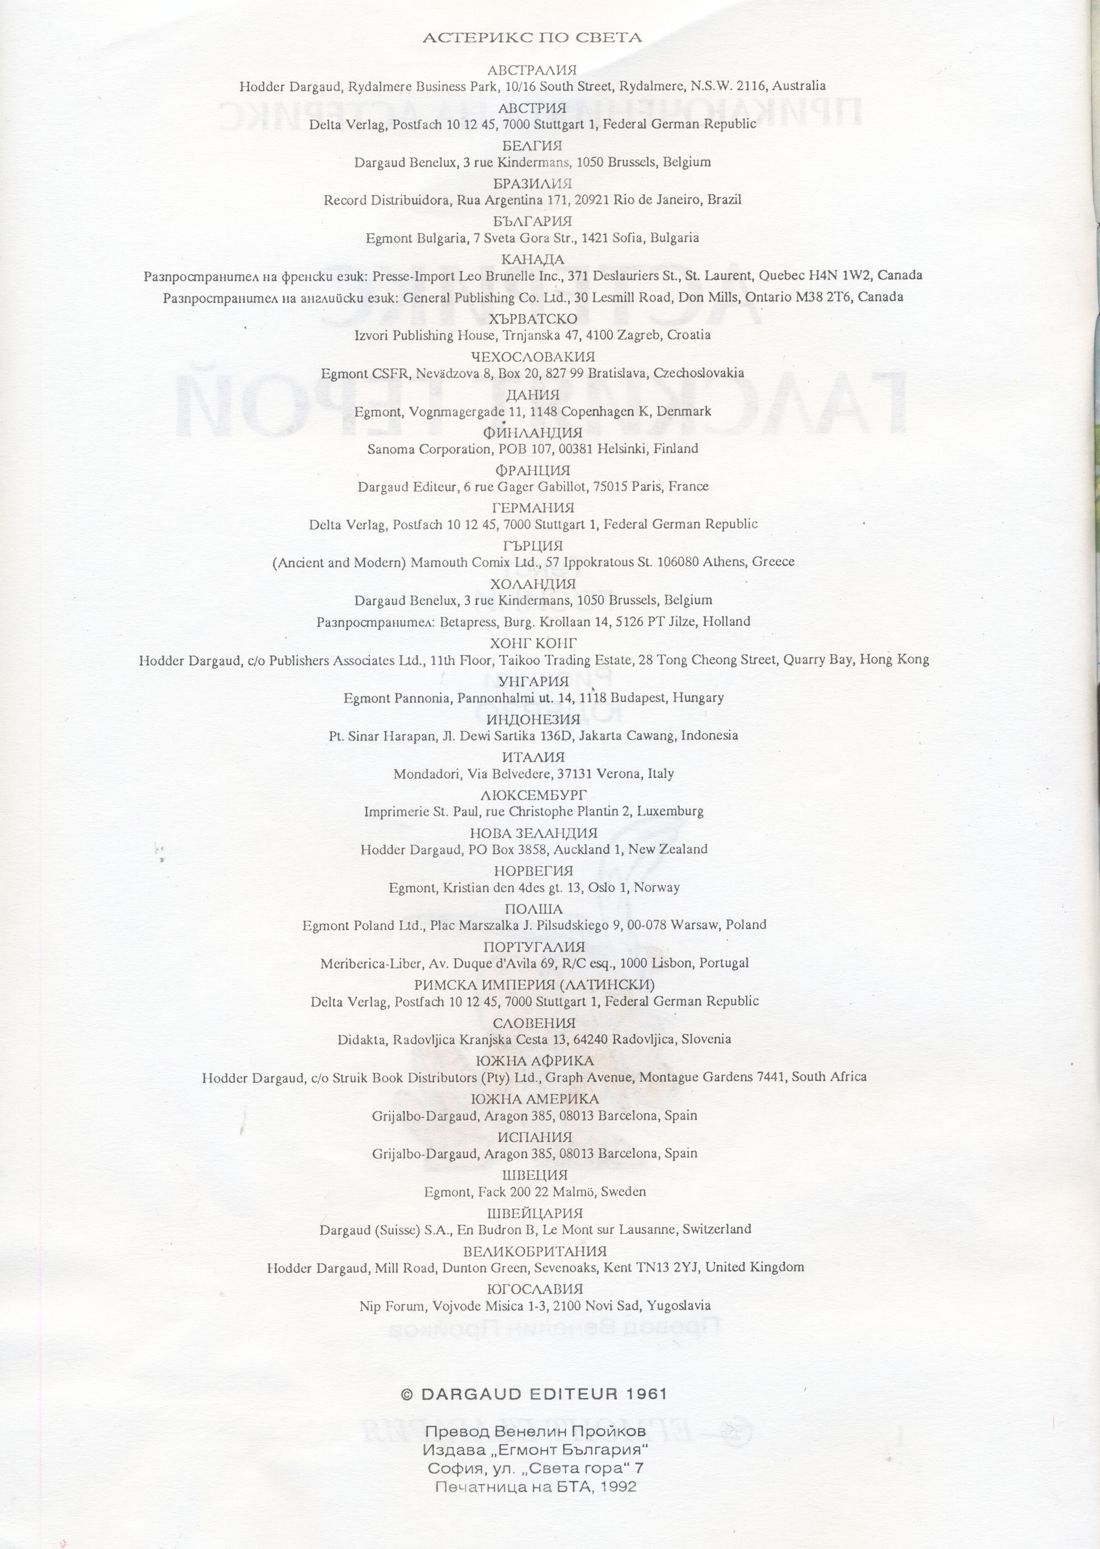 АСТЕРИКС ПО СВЕТА
АВСТРАЛИЯ
Hodder Dargaud, Rydalmere Business Park, 10/16 South Street, Rydalmere, N.S.W. 2116, Australia
АВСТРИЯ
Delta Verlag, Postfach 10 12 45, 7000 Stuttgart 1, Federal German Republic
БЕЛГИЯ
Dargaud Benelux, 3 rue Kindermans, 1050 Brussels, Belgium
БРАЗИЛИЯ
Record Distribuidora, Rua Argentina 171, 20921 Rio de Janeiro, Brazil
БЪЛГАРИЯ
Egmont Bulgaria, 7 Sveta Gora Str., 1421 Sofia, Bulgaria
КАНАДА
Разпространител на френски език: Presse-Import Leo Brunelle Inc., 371 Deslauriers St., St. Laurent, Quebec H4N 1W2, Canada
Разпространител на английски език: General Publishing Co. Ltd., 30 Lesmill Road, Don Mills, Ontario M38 2T6, Canada
ХЪРВАТСКО
Izvori Publishing House, Trnjanska 47, 4100 Zagreb, Croatia
ЧЕХОСЛОВАКИЯ
Egmont CSFR, Nevädzova 8, Box 20, 827 99 Bratislava, Czechoslovakia
ДАНИЯ
Egmont, Vognmagergade 11, 1148 Copenhagen K, Denmark
ФИНЛАНДИЯ
Sanoma Corporation, POB 107, 00381 Helsinki, Finland
ФРАНЦИЯ
Dargaud Editeur, 6 rue Gager Gabillot, 75015 Paris, France
ГЕРМАНИЯ
Delta Verlag, Postfach 10 12 45, 7000 Stuttgart 1, Federal German Republic
ГЪРЦИЯ
(Ancient and Modern) Mamouth Comix Ltd., 57 Ippokratous St. 106080 Athens, Greece
ХОЛАНДИЯ
Dargaud Benelux, 3 rue Kindermans, 1050 Brussels, Belgium
Разпространител: Betapress, Burg. Krollaan 14, 5126 PT Jilze, Holland
ХОНГ КОНГ
Hodder Dargaud, c/o Publishers Associates Ltd., 11th Floor, Taikoo Trading Estate, 28 Tong Cheong Street, Quarry Bay, Hong Kong
УНГАРИЯ
Egmont Pannonia, Pannonhalmi ut. 14, 1118 Budapest, Hungary
ИНДОНЕЗИЯ
Pt. Sinar Harapan, Jl. Dewi Sartika 136D, Jakarta Cawang, Indonesia
ИТАЛИЯ
Mondadori, Via Belvedere, 37131 Verona, Italy
ЛЮКСЕМБУРГ
Imprimerie St. Paul, rue Christophe Plantin 2, Luxemburg
НОВА ЗЕЛАНДИЯ
Hodder Dargaud, PO Box 3858, Auckland 1, New Zealand
НОРВЕГИЯ
Egmont, Kristian den 4des gt. 13, Oslo 1, Norway
ПОЛША
Egmont Poland Ltd., Plac Marszalka J. Pilsudskiego 9, 00-078 Warsaw, Poland
ПОРТУГАЛИЯ
Meriberica-Liber, Av. Duque d'Avila 69, R/C esq., 1000 Lisbon, Portugal
РИМСКА ИМПЕРИЯ (ЛАТИНСКИ)
Delta Verlag, Postfach 10 12 45, 7000 Stuttgart 1, Federal German Republic
СЛОВЕНИЯ
Didakta, Radovljica Kranjska Cesta 13, 64240 Radovljica, Slovenia
ЮЖНА АФРИКА
Hodder Dargaud, c/o Struik Book Distributors (Pty) Ltd., Graph Avenue, Montague Gardens 7441, South Africa
ЮЖНА АМЕРИКА
Grijalbo-Dargaud, Aragon 385, 08013 Barcelona, Spain
ИСПАНИЯ
Grijalbo-Dargaud, Aragon 385, 08013 Barcelona, Spain
ШВЕЦИЯ
Egmont, Fack 200 22 Malmö, Sweden
ШВЕЙЦАРИЯ
Dargaud (Suisse) S.A., En Budron B, Le Mont sur Lausanne, Switzerland
ВЕЛИКОБРИТАНИЯ
Hodder Dargaud, Mill Road, Dunton Green, Sevenoaks, Kent TN13 2YJ, United Kingdom
ЮГОСЛАВИЯ
Nip Forum, Vojvode Misica 1-3, 2100 Novi Sad, Yugoslavia
© DARGAUD EDITEUR 1961
Превод Венелин Пройков
Издава „Егмонт България“
София, ул. „Света гора“ 7
Печатница на БТА, 1992